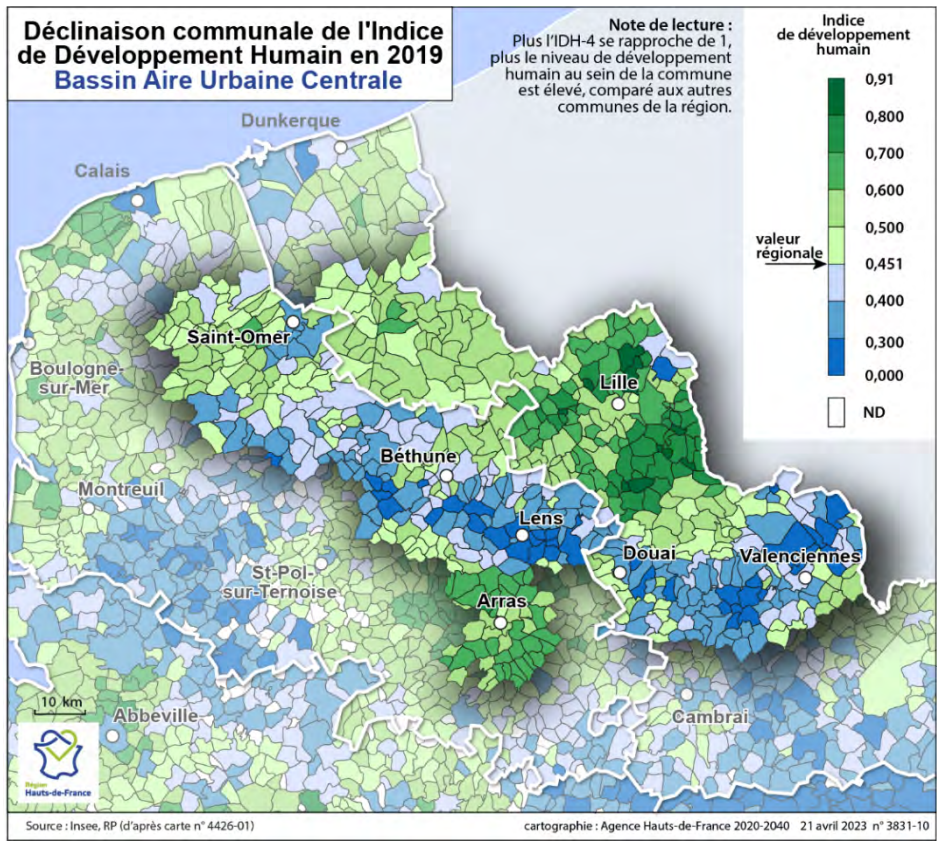 Déclinaison communale de l'Indice
de Développement Humain en 2019
Bassin Aire Urbaine Centrale
Note de lecture :
Plus l'IDH-4 se rapproche de 1,
plus le niveau de développement
humain au sein de la commune
est élevé, comparé aux autres
communes de la région.
Indice
de développement
humain
0,91
0,800
0,700
0,600
0,500
valeur
régionale
0,451
0,400
0,300
0,000
ND
Dunkerque
Calais
Saint-Omer
Boulogne-
sur-Mer
Lille
Béthune
Montreuil
Lens
Douai
Valenciennes
St-Pol-
sur-Ternoise
Arras
Abbeville
Cambrai
10 km
Région
Hauts-de-France
Source : Insee, RP (d'après carte n° 4426-01)
cartographie : Agence Hauts-de-France 2020-2040 21 avril 2023 n° 3831-10